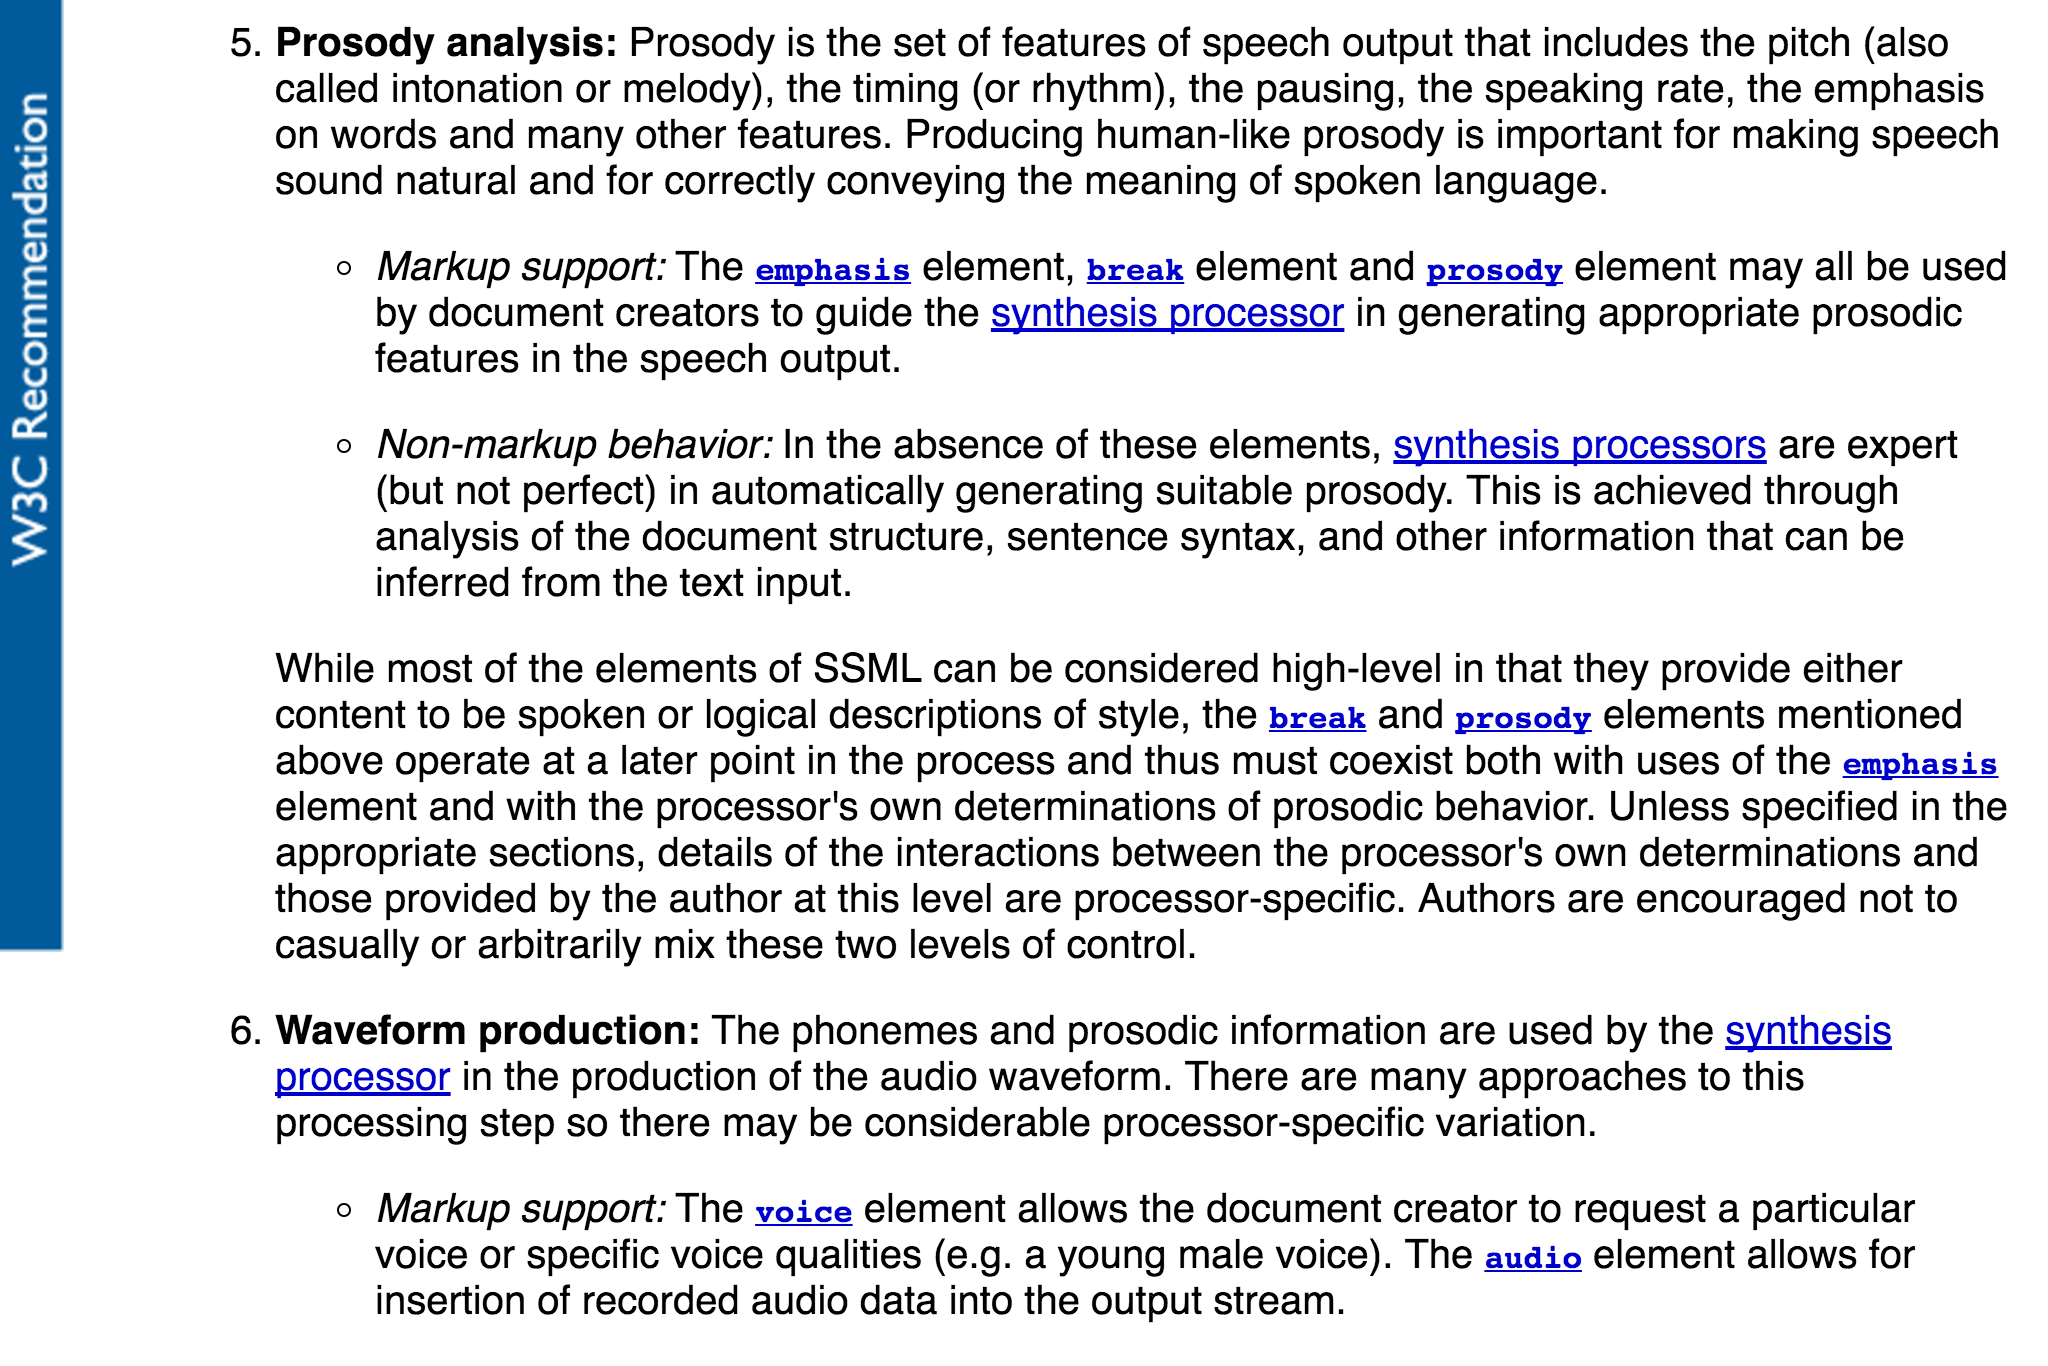 W3C Recommendation
5. Prosody analysis: Prosody is the set of features of speech output that includes the pitch (also
called intonation or melody), the timing (or rhythm), the pausing, the speaking rate, the emphasis
on words and many other features. Producing human-like prosody is important for making speech
sound natural and for correctly conveying the meaning of spoken language.
◦ Markup support: The emphasis element, break element and prosody element may all be used
by document creators to guide the synthesis processor in generating appropriate prosodic
features in the speech output.
◦ Non-markup behavior: In the absence of these elements, synthesis processors are expert
(but not perfect) in automatically generating suitable prosody. This is achieved through
analysis of the document structure, sentence syntax, and other information that can be
inferred from the text input.
While most of the elements of SSML can be considered high-level in that they provide either
content to be spoken or logical descriptions of style, the break and prosody elements mentioned
above operate at a later point in the process and thus must coexist both with uses of the emphasis
element and with the processor's own determinations of prosodic behavior. Unless specified in the
appropriate sections, details of the interactions between the processor's own determinations and
those provided by the author at this level are processor-specific. Authors are encouraged not to
casually or arbitrarily mix these two levels of control.
6. Waveform production: The phonemes and prosodic information are used by the synthesis
processor in the production of the audio waveform. There are many approaches to this
processing step so there may be considerable processor-specific variation.
◦ Markup support: The voice element allows the document creator to request a particular
voice or specific voice qualities (e.g. a young male voice). The audio element allows for
insertion of recorded audio data into the output stream.